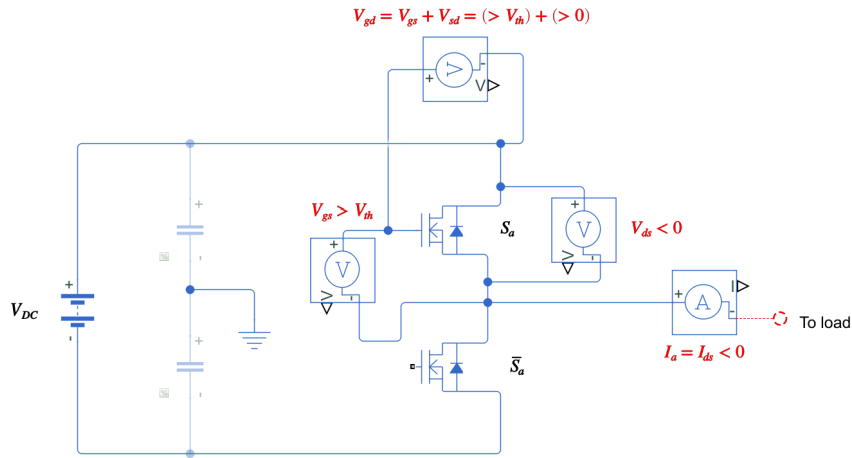 V_gd = V_gs + V_sd = (> V_th) + (> 0)
+
V
-
V
+
+
V_gs > V_th
S_a
V
V_ds < 0
+
V
V
-
V
-
+
V_DC
-
-
+
A
I
-
To load
I_a = I_ds < 0
+
S̅_a
-